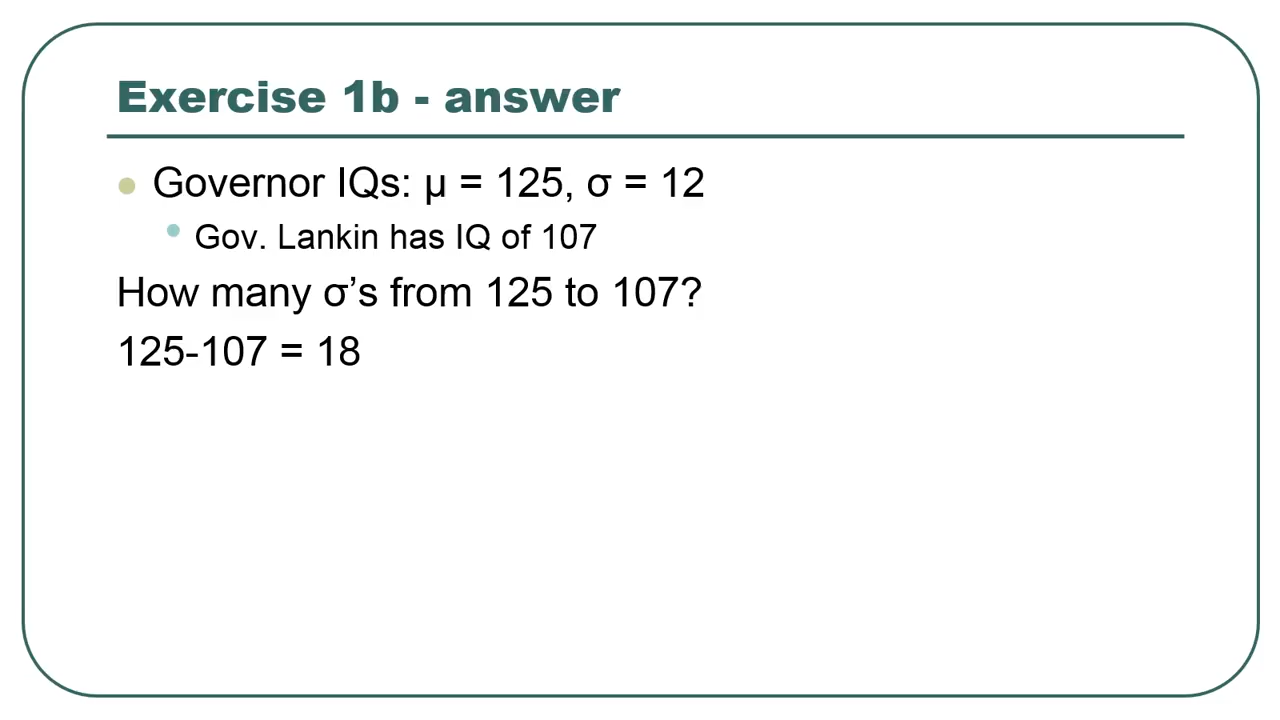 Exercise 1b - answer
Governor IQs: μ = 125, σ = 12
Gov. Lankin has IQ of 107
How many σ’s from 125 to 107?
125-107 = 18